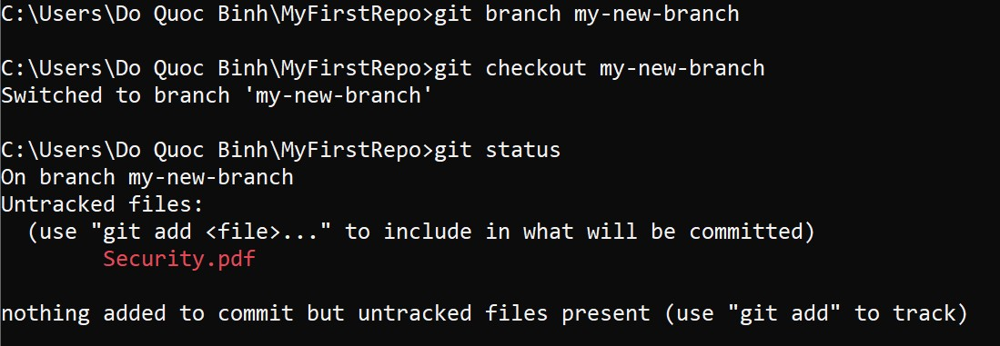 C:\Users\Do Quoc Binh\MyFirstRepo>git branch my-new-branch
C:\Users\Do Quoc Binh\MyFirstRepo>git checkout my-new-branch
Switched to branch 'my-new-branch'
C:\Users\Do Quoc Binh\MyFirstRepo>git status
On branch my-new-branch
Untracked files:
  (use "git add <file>..." to include in what will be committed)
        Security.pdf
nothing added to commit but untracked files present (use "git add" to track)